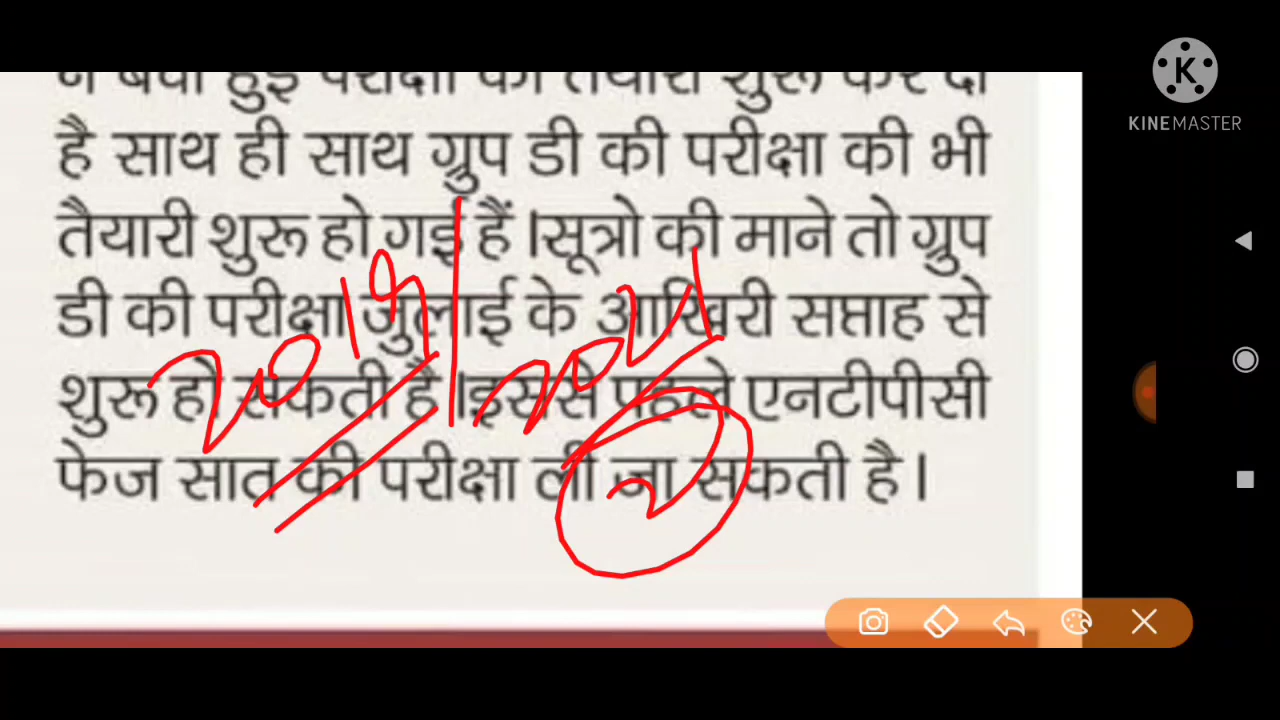 है साथ ही साथ ग्रुप डी की परीक्षा की भी
तैयारी शुरू हो गई हैं ।सूत्रो की माने तो ग्रुप
डी की परीक्षा जुलाई के आखिरी सप्ताह से
शुरू हो सकती है ।इससे पहले एनटीपीसी
फेज सात की परीक्षा ली जा सकती है ।
K
KINEMASTER